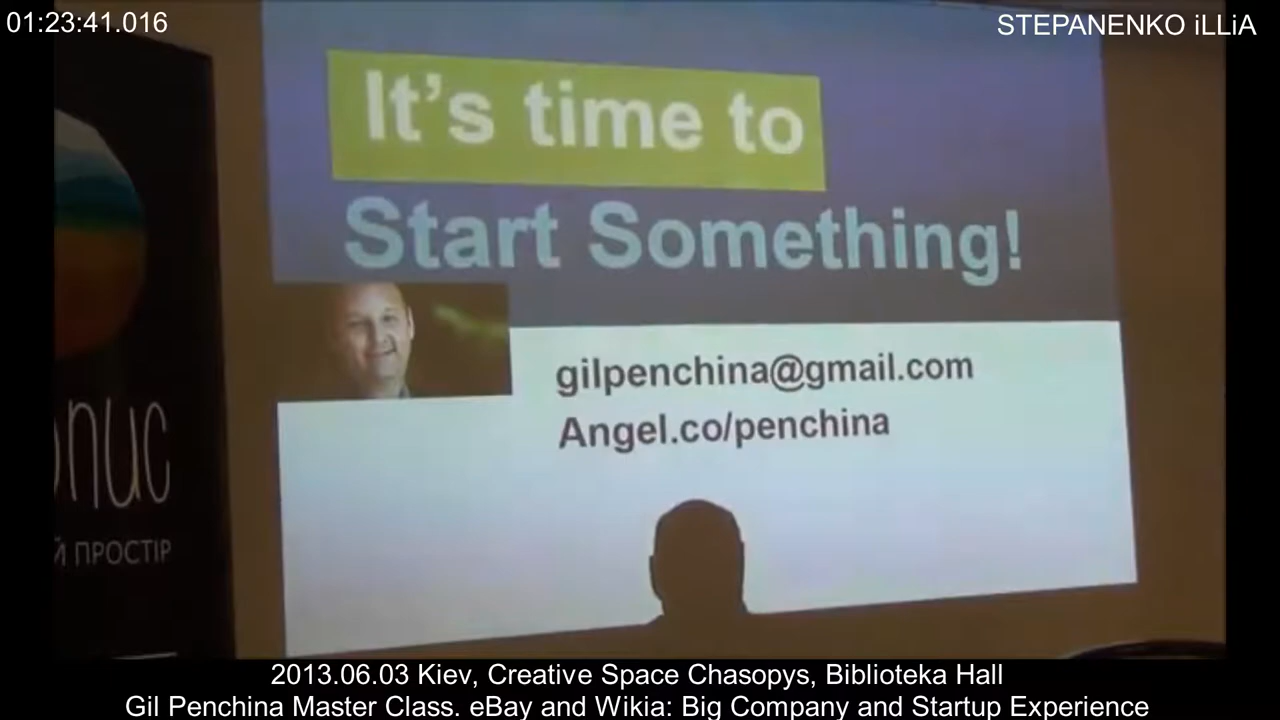 01:23:41.016
STEPANENKO iLLiA
It's time to
Start Something!
gilpenchina@gmail.com
Angel.co/penchina
ПРОСТІР
2013.06.03 Kiev, Creative Space Chasopys, Biblioteka Hall
Gil Penchina Master Class. eBay and Wikia: Big Company and Startup Experience